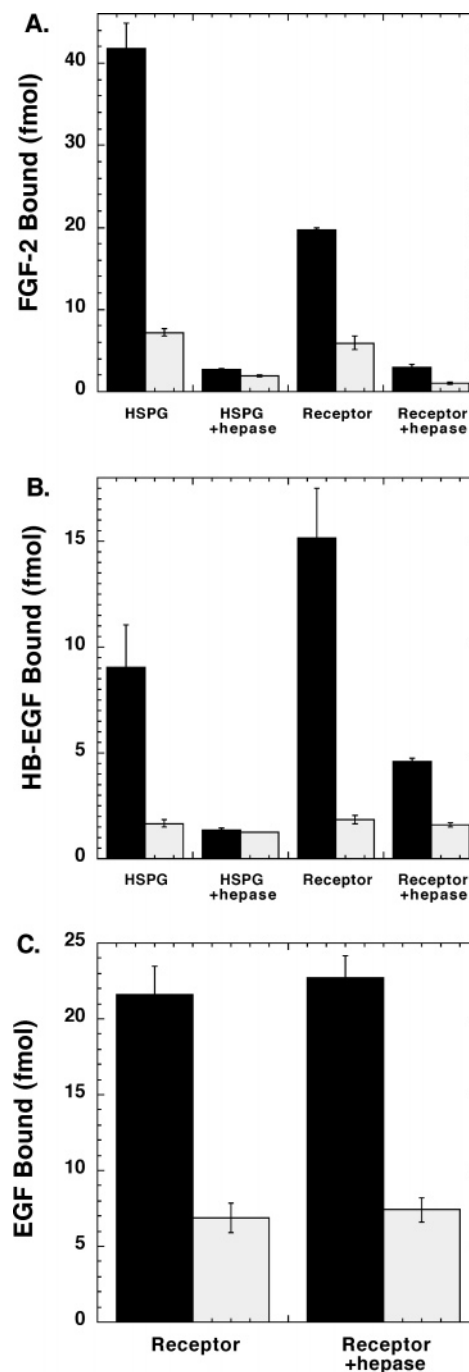 A.
FGF-2 Bound (fmol)
40
30
20
10
0
HSPG
HSPG
+hepase
Receptor
Receptor
+hepase
B.
HB-EGF Bound (fmol)
15
10
5
0
HSPG
HSPG
+hepase
Receptor
Receptor
+hepase
C.
EGF Bound (fmol)
25
20
15
10
5
0
Receptor
Receptor
+hepase